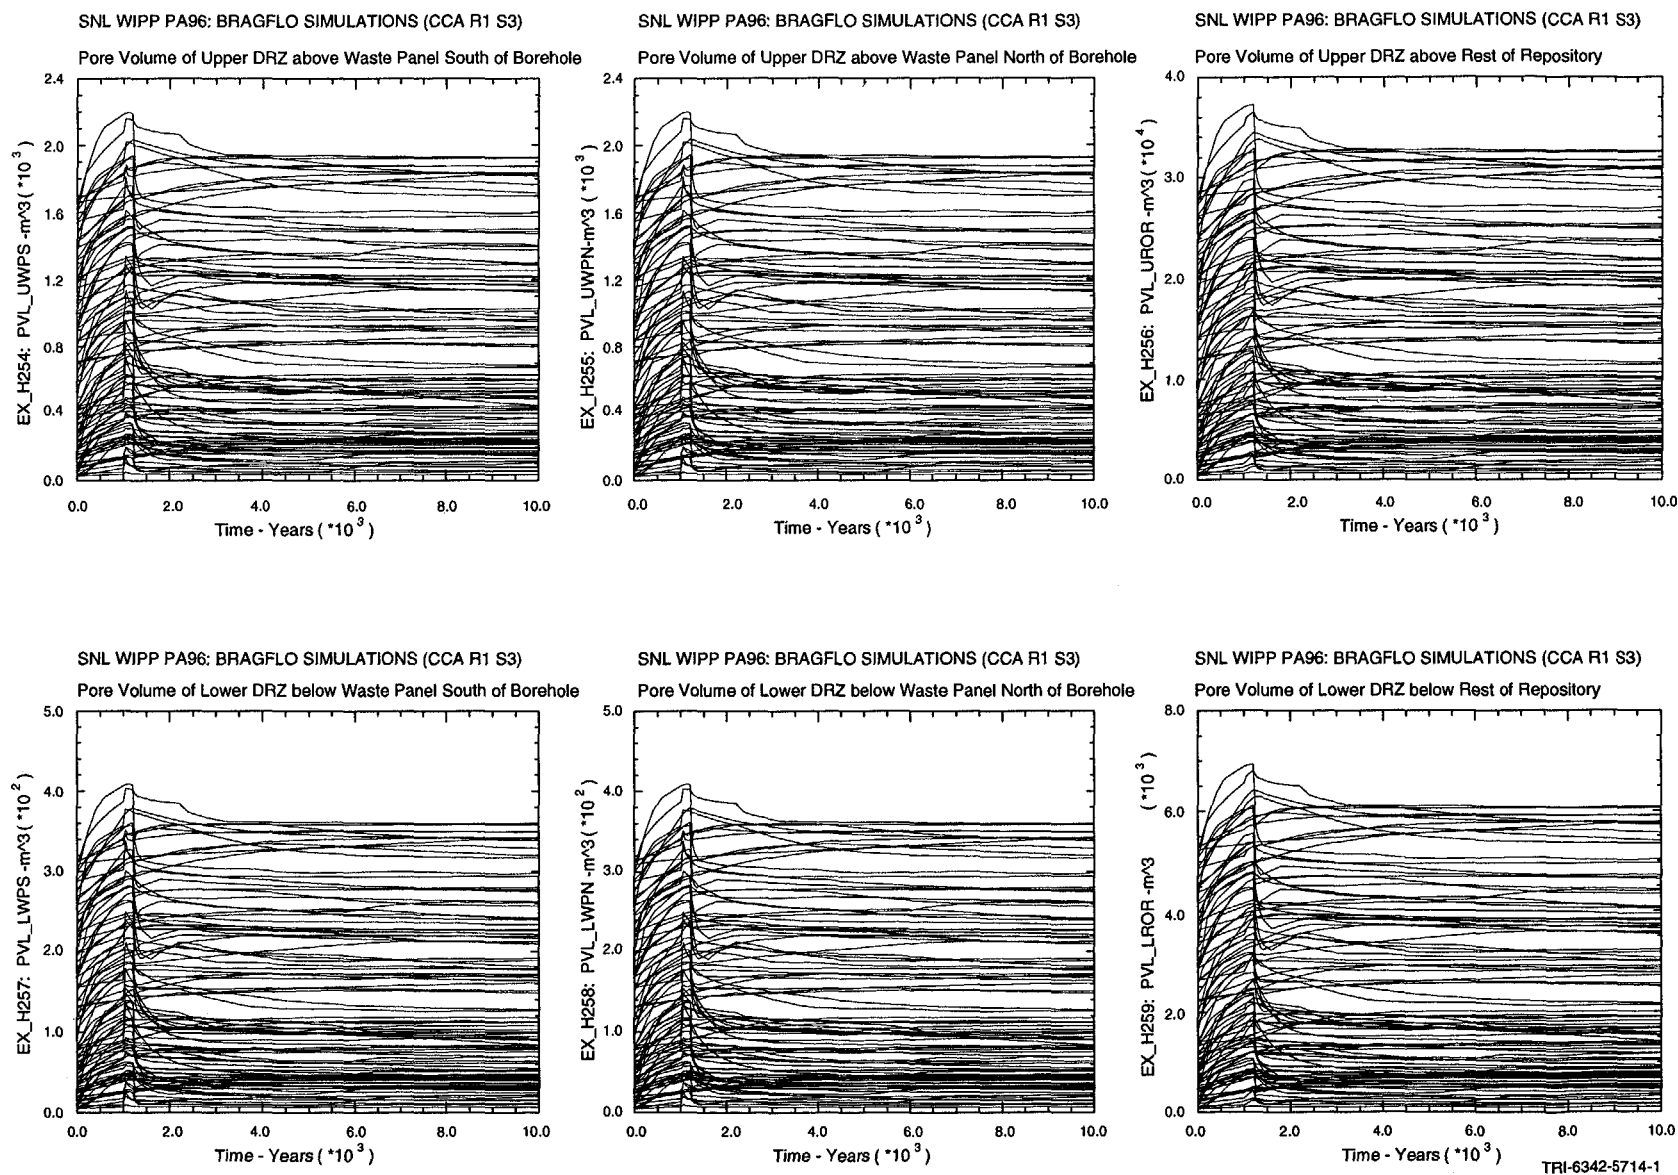 SNL WIPP PA96: BRAGFLO SIMULATIONS (CCA R1 S3)
Pore Volume of Upper DRZ above Waste Panel South of Borehole
EX_H254: PVL_UWPS -m^3 ( *10 3 )
2.4
2.0
1.6
1.2
0.8
0.4
0.0
0.0 2.0 4.0 6.0 8.0 10.0
Time - Years ( *10 3 )
SNL WIPP PA96: BRAGFLO SIMULATIONS (CCA R1 S3)
Pore Volume of Upper DRZ above Waste Panel North of Borehole
EX_H255: PVL_UWPN -m^3 ( *10 3 )
2.4
2.0
1.6
1.2
0.8
0.4
0.0
0.0 2.0 4.0 6.0 8.0 10.0
Time - Years ( *10 3 )
SNL WIPP PA96: BRAGFLO SIMULATIONS (CCA R1 S3)
Pore Volume of Upper DRZ above Rest of Repository
EX_H256: PVL_UROR -m^3 ( *10 4 )
4.0
3.0
2.0
1.0
0.0
0.0 2.0 4.0 6.0 8.0 10.0
Time - Years ( *10 3 )
SNL WIPP PA96: BRAGFLO SIMULATIONS (CCA R1 S3)
Pore Volume of Lower DRZ below Waste Panel South of Borehole
EX_H257: PVL_LWPS -m^3 ( *10 2 )
5.0
4.0
3.0
2.0
1.0
0.0
0.0 2.0 4.0 6.0 8.0 10.0
Time - Years ( *10 3 )
SNL WIPP PA96: BRAGFLO SIMULATIONS (CCA R1 S3)
Pore Volume of Lower DRZ below Waste Panel North of Borehole
EX_H258: PVL_LWPN -m^3 ( *10 2 )
5.0
4.0
3.0
2.0
1.0
0.0
0.0 2.0 4.0 6.0 8.0 10.0
Time - Years ( *10 3 )
SNL WIPP PA96: BRAGFLO SIMULATIONS (CCA R1 S3)
Pore Volume of Lower DRZ below Rest of Repository
EX_H259: PVL_LROR -m^3 ( *10 3 )
8.0
6.0
4.0
2.0
0.0
0.0 2.0 4.0 6.0 8.0 10.0
Time - Years ( *10 3 )
TRI-6342-5714-1